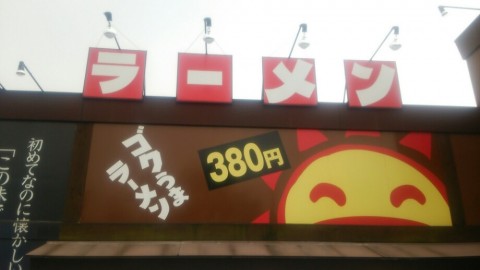 ラーメン
初めてなのに懐かしい
「この味
ゴクうま
ラーメン
380円